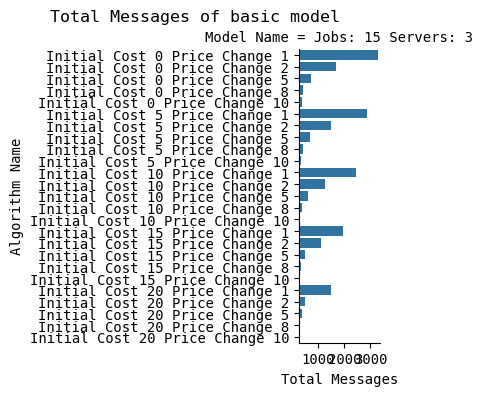 Total Messages of basic model
Model Name = Jobs: 15 Servers: 3
Initial Cost 0 Price Change 1
Initial Cost 0 Price Change 2
Initial Cost 0 Price Change 5
Initial Cost 0 Price Change 8
Initial Cost 0 Price Change 10
Initial Cost 5 Price Change 1
Initial Cost 5 Price Change 2
Initial Cost 5 Price Change 5
Initial Cost 5 Price Change 8
Initial Cost 5 Price Change 10
Initial Cost 10 Price Change 1
Initial Cost 10 Price Change 2
Initial Cost 10 Price Change 5
Initial Cost 10 Price Change 8
Initial Cost 10 Price Change 10
Initial Cost 15 Price Change 1
Initial Cost 15 Price Change 2
Initial Cost 15 Price Change 5
Initial Cost 15 Price Change 8
Initial Cost 15 Price Change 10
Initial Cost 20 Price Change 1
Initial Cost 20 Price Change 2
Initial Cost 20 Price Change 5
Initial Cost 20 Price Change 8
Initial Cost 20 Price Change 10
Algorithm Name
1000 2000 3000
Total Messages